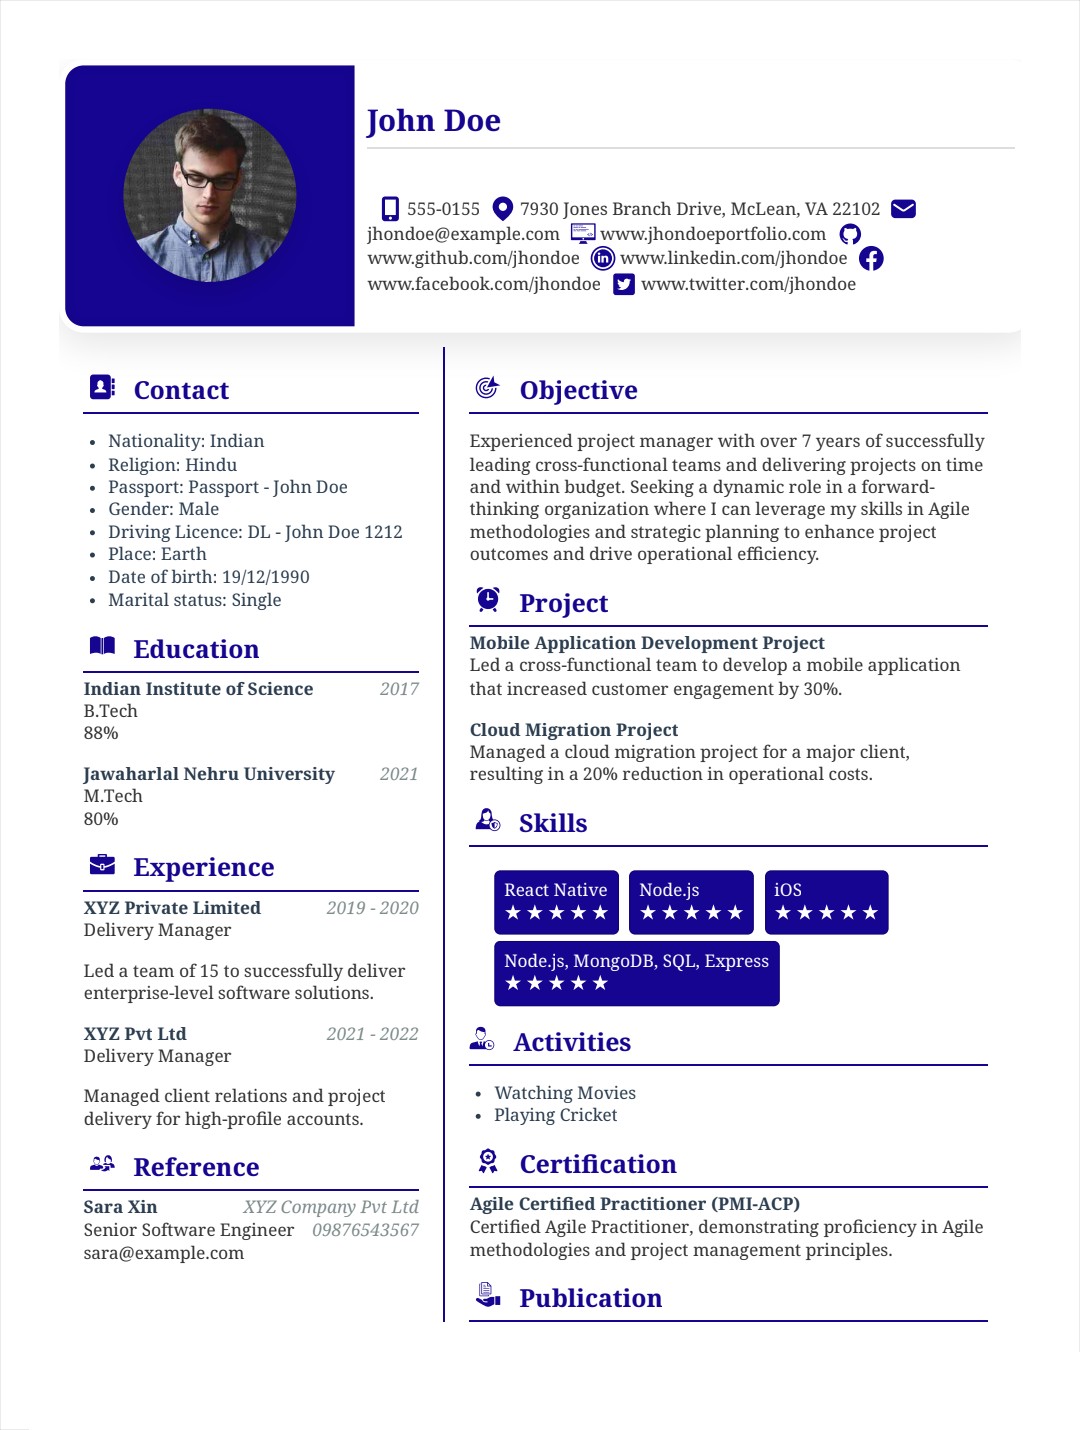 John Doe
555-0155 7930 Jones Branch Drive, McLean, VA 22102
jhondoe@example.com www.jhondoeportfolio.com
www.github.com/jhondoe www.linkedin.com/jhondoe
www.facebook.com/jhondoe www.twitter.com/jhondoe
Contact
• Nationality: Indian
• Religion: Hindu
• Passport: Passport - John Doe
• Gender: Male
• Driving Licence: DL - John Doe 1212
• Place: Earth
• Date of birth: 19/12/1990
• Marital status: Single
Education
Indian Institute of Science 2017
B.Tech
88%
Jawaharlal Nehru University 2021
M.Tech
80%
Experience
XYZ Private Limited 2019 - 2020
Delivery Manager
Led a team of 15 to successfully deliver
enterprise-level software solutions.
XYZ Pvt Ltd 2021 - 2022
Delivery Manager
Managed client relations and project
delivery for high-profile accounts.
Reference
Sara Xin XYZ Company Pvt Ltd
Senior Software Engineer 09876543567
sara@example.com
Objective
Experienced project manager with over 7 years of successfully
leading cross-functional teams and delivering projects on time
and within budget. Seeking a dynamic role in a forward-
thinking organization where I can leverage my skills in Agile
methodologies and strategic planning to enhance project
outcomes and drive operational efficiency.
Project
Mobile Application Development Project
Led a cross-functional team to develop a mobile application
that increased customer engagement by 30%.
Cloud Migration Project
Managed a cloud migration project for a major client,
resulting in a 20% reduction in operational costs.
Skills
React Native Node.js iOS
★★★★★ ★★★★★ ★★★★★
Node.js, MongoDB, SQL, Express
★★★★★
Activities
• Watching Movies
• Playing Cricket
Certification
Agile Certified Practitioner (PMI-ACP)
Certified Agile Practitioner, demonstrating proficiency in Agile
methodologies and project management principles.
Publication